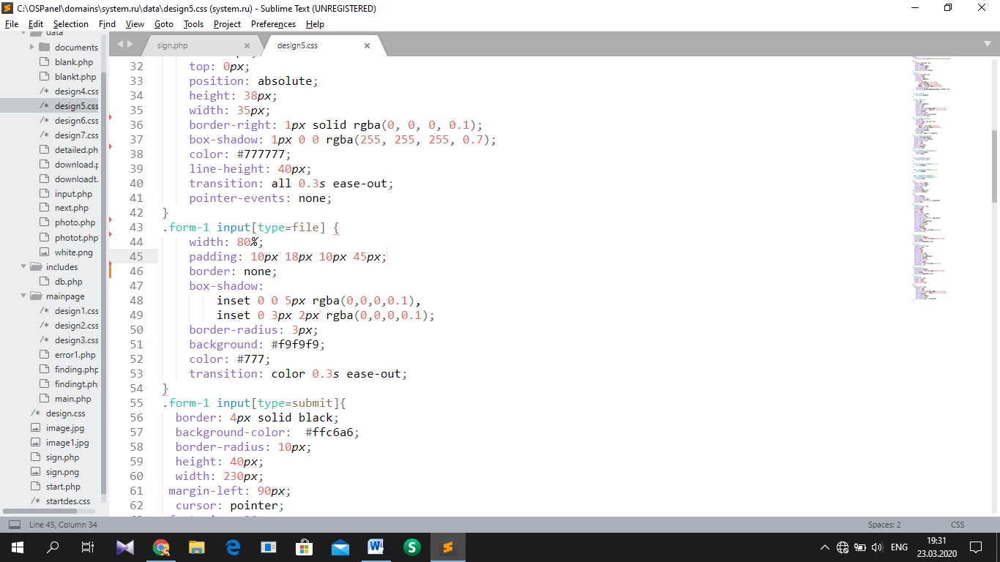 C:\OSPanel\domains\system.ru\data\design5.css (system.ru) - Sublime Text (UNREGISTERED)
File Edit Selection Find View Goto Tools Project Preferences Help
data
documents
blank.php
blankt.php
/* design4.css
/* design5.css
/* design6.css
/* design7.css
detailed.ph
download.p
downloadt.
input.php
next.php
photo.php
photot.php
white.png
includes
db.php
mainpage
/* design1.css
/* design2.css
/* design3.css
error1.php
finding.php
findingt.php
main.php
/* design.css
image.jpg
image1.jpg
sign.php
sign.png
start.php
/* startdes.css
sign.php × design5.css ×
32 top: 0px;
33 position: absolute;
34 height: 38px;
35 width: 35px;
36 border-right: 1px solid rgba(0, 0, 0, 0.1);
37 box-shadow: 1px 0 0 rgba(255, 255, 255, 0.7);
38 color: #777777;
39 line-height: 40px;
40 transition: all 0.3s ease-out;
41 pointer-events: none;
42 }
43 .form-1 input[type=file] {
44 width: 80%;
45 padding: 10px 18px 10px 45px;
46 border: none;
47 box-shadow:
48 inset 0 0 5px rgba(0,0,0,0.1),
49 inset 0 3px 2px rgba(0,0,0,0.1);
50 border-radius: 3px;
51 background: #f9f9f9;
52 color: #777;
53 transition: color 0.3s ease-out;
54 }
55 .form-1 input[type=submit]{
56 border: 4px solid black;
57 background-color:  #ffc6a6;
58 border-radius: 10px;
59 height: 40px;
60 width: 230px;
61 margin-left: 90px;
62 cursor: pointer;
Line 45, Column 34 Spaces: 2 CSS
ENG
19:31
23.03.2020